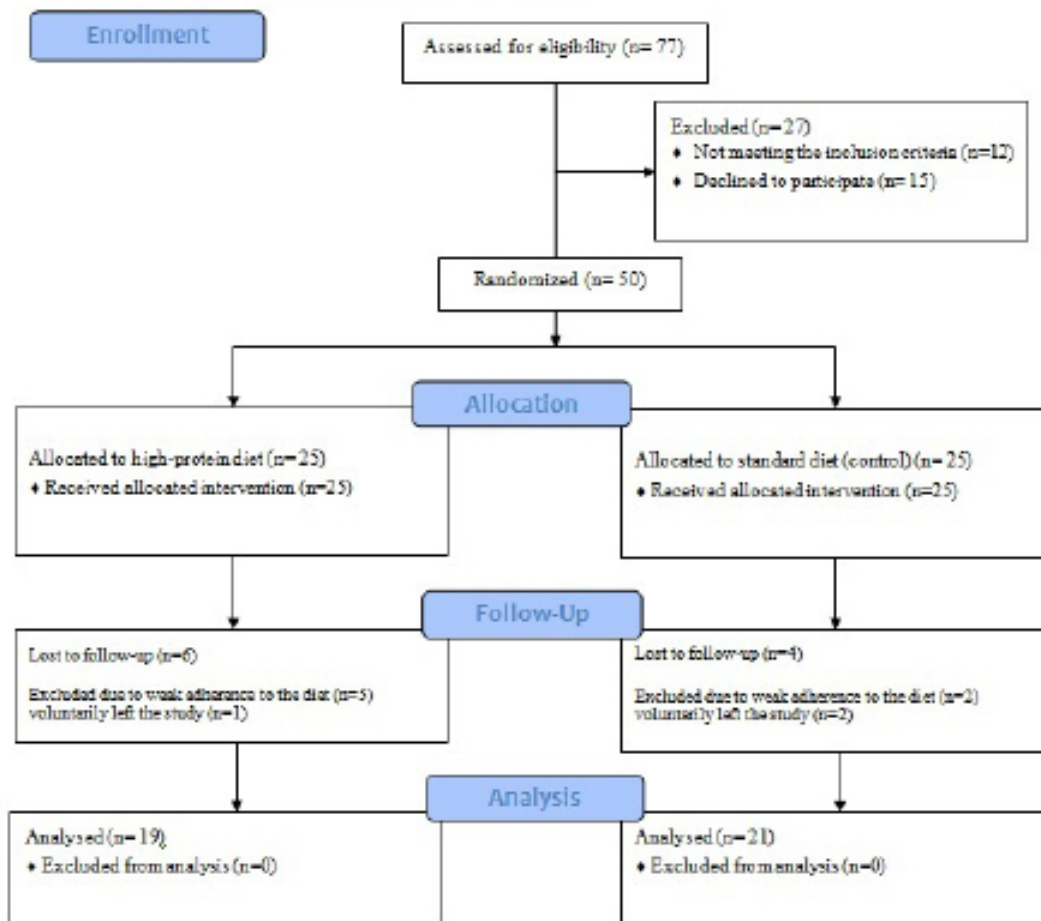 Enrollment
Assessed for eligibility (n= 77)
Excluded (n= 27)
♦ Not meeting the inclusion criteria (n=12)
♦ Declined to participate (n= 15)
Randomized (n= 50)
Allocation
Allocated to high-protein diet (n= 25)
♦ Received allocated intervention (n=25)
Allocated to standard diet (control) (n= 25)
♦ Received allocated intervention (n=25)
Follow-Up
Lost to follow-up (n=6)
Excluded due to weak adherence to the diet (n=5)
voluntarily left the study (n=1)
Lost to follow-up (n=4)
Excluded due to weak adherence to the diet (n=2)
voluntarily left the study (n=2)
Analysis
Analysed (n= 19)
♦ Excluded from analysis (n=0)
Analysed (n= 21)
♦ Excluded from analysis (n=0)